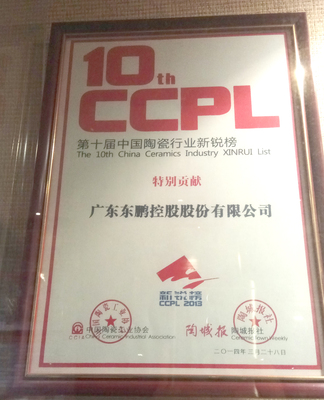 10th
CCPL
第十届中国陶瓷行业新锐榜
The 10th China Ceramics Industry XINRUI List
特别贡献
广东东鹏控股股份有限公司
新锐榜
CCPL 2013
中国陶瓷工业协会
China Ceramic Industrial Association
陶城报 陶城报社
Ceramic Town Weekly
二〇一四年三月二十八日